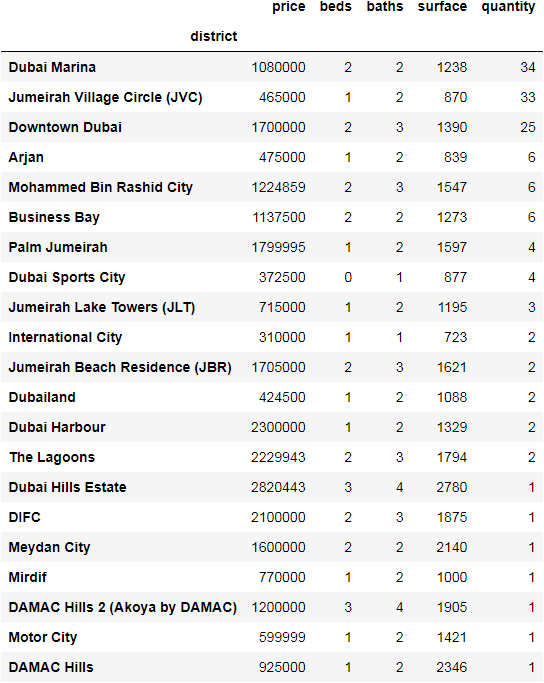 price beds baths surface quantity
district
Dubai Marina 1080000 2 2 1238 34
Jumeirah Village Circle (JVC) 465000 1 2 870 33
Downtown Dubai 1700000 2 3 1390 25
Arjan 475000 1 2 839 6
Mohammed Bin Rashid City 1224859 2 3 1547 6
Business Bay 1137500 2 2 1273 6
Palm Jumeirah 1799995 1 2 1597 4
Dubai Sports City 372500 0 1 877 4
Jumeirah Lake Towers (JLT) 715000 1 2 1195 3
International City 310000 1 1 723 2
Jumeirah Beach Residence (JBR) 1705000 2 3 1621 2
Dubailand 424500 1 2 1088 2
Dubai Harbour 2300000 1 2 1329 2
The Lagoons 2229943 2 3 1794 2
Dubai Hills Estate 2820443 3 4 2780 1
DIFC 2100000 2 3 1875 1
Meydan City 1600000 2 2 2140 1
Mirdif 770000 1 2 1000 1
DAMAC Hills 2 (Akoya by DAMAC) 1200000 3 4 1905 1
Motor City 599999 1 2 1421 1
DAMAC Hills 925000 1 2 2346 1